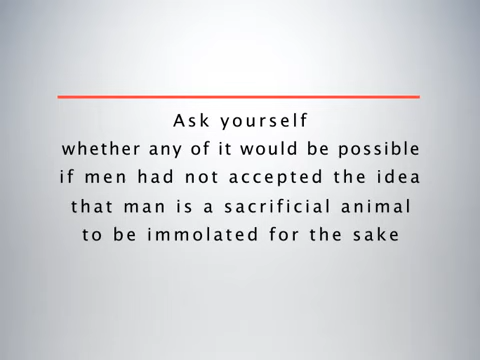 Ask yourself
whether any of it would be possible
if men had not accepted the idea
that man is a sacrificial animal
to be immolated for the sake